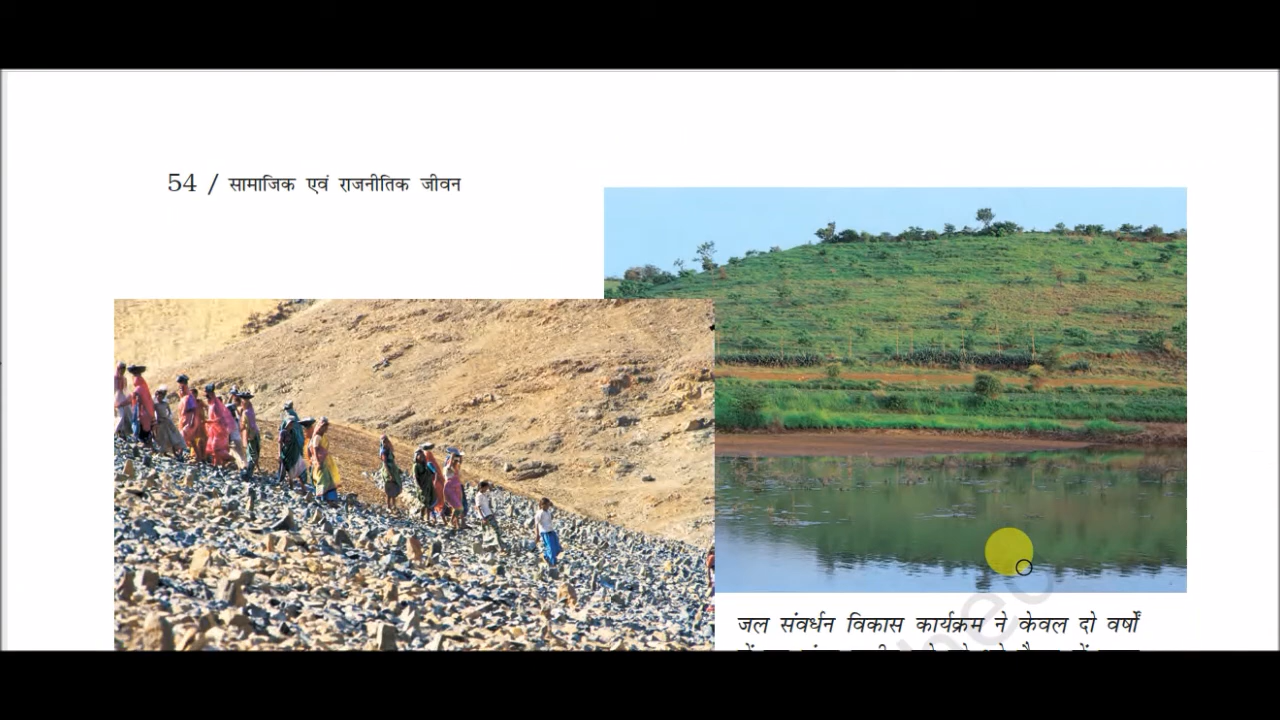 54 / सामाजिक एवं राजनीतिक जीवन
जल संवर्धन विकास कार्यक्रम ने केवल दो वर्षों